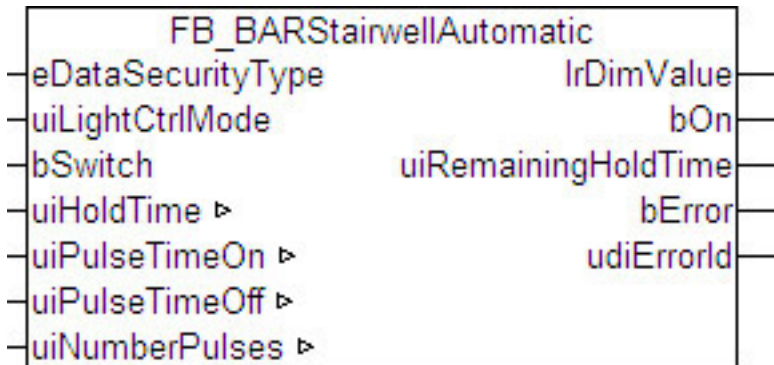 FB_BARStairwellAutomatic
eDataSecurityType lrDimValue
uiLightCtrlMode bOn
bSwitch uiRemainingHoldTime
uiHoldTime ▷ bError
uiPulseTimeOn ▷ udiErrorId
uiPulseTimeOff ▷
uiNumberPulses ▷